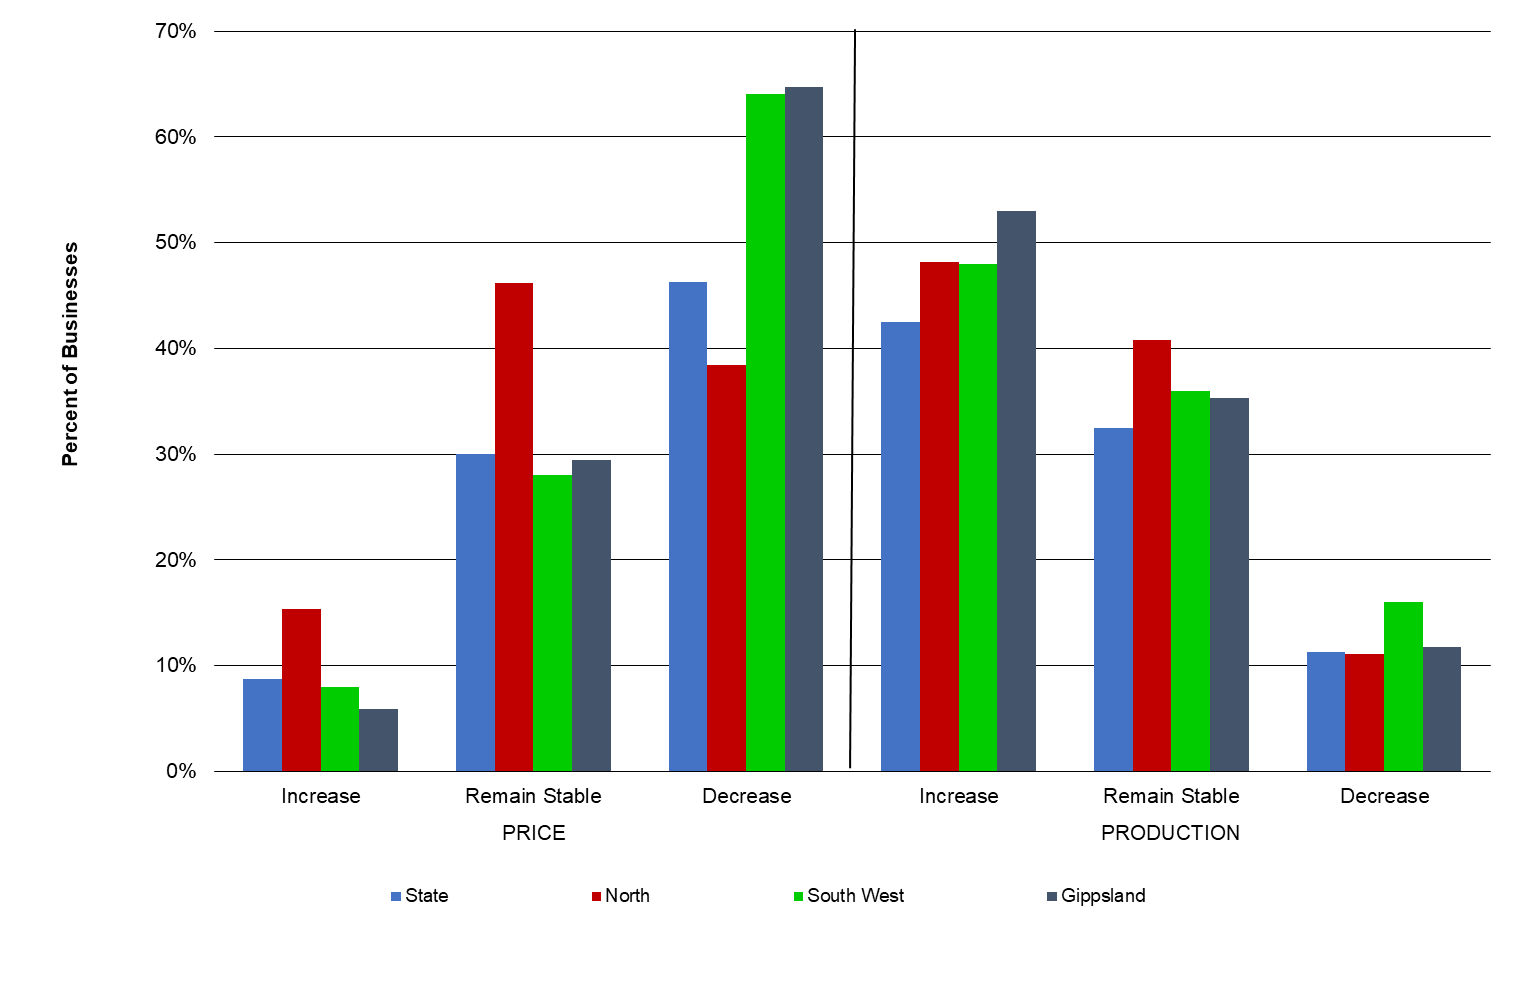 70%
60%
50%
40%
30%
20%
10%
0%
Percent of Businesses
Increase Remain Stable Decrease Increase Remain Stable Decrease
PRICE PRODUCTION
State North South West Gippsland